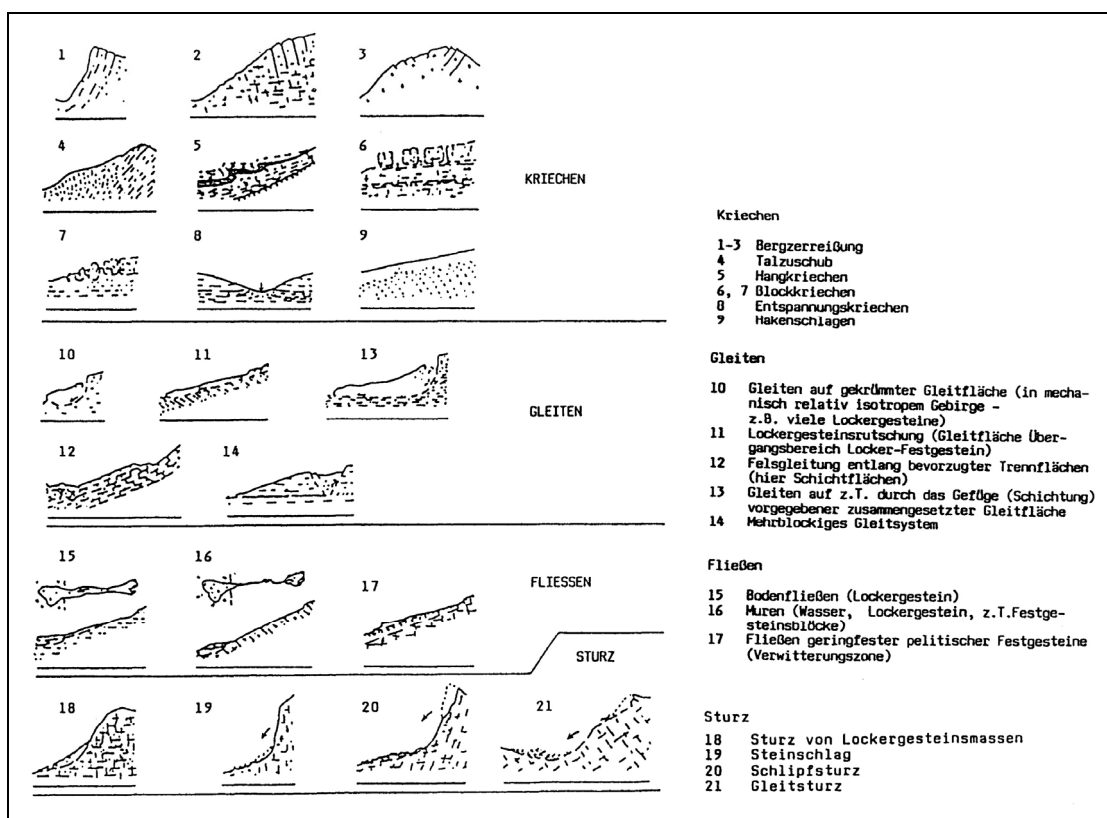 1 2 3
4 5 6
KRIECHEN
7 8 9
10 11 13
GLEITEN
12 14
15 16 17
FLIESSEN
STURZ
18 19 20 21
Kriechen
1-3 Bergzerreißung
4 Talzuschub
5 Hangkriechen
6, 7 Blockkriechen
8 Entspannungskriechen
9 Hakenschlagen
Gleiten
10 Gleiten auf gekrümmter Gleitfläche (in mecha-
nisch relativ isotropem Gebirge -
z.B. viele Lockergesteine)
11 Lockergesteinsrutschung (Gleitfläche Über-
gangsbereich Locker-Festgestein)
12 Felsgleitung entlang bevorzugter Trennflächen
(hier Schichtflächen)
13 Gleiten auf z.T. durch das Gefüge (Schichtung)
vorgegebener zusammengesetzter Gleitfläche
14 Mehrblockiges Gleitsystem
Fließen
15 Bodenfließen (Lockergestein)
16 Muren (Wasser, Lockergestein, z.T.Festge-
steinsblöcke)
17 Fließen geringfester pelitischer Festgesteine
(Verwitterungszone)
Sturz
18 Sturz von Lockergesteinsmassen
19 Steinschlag
20 Schlipfsturz
21 Gleitsturz